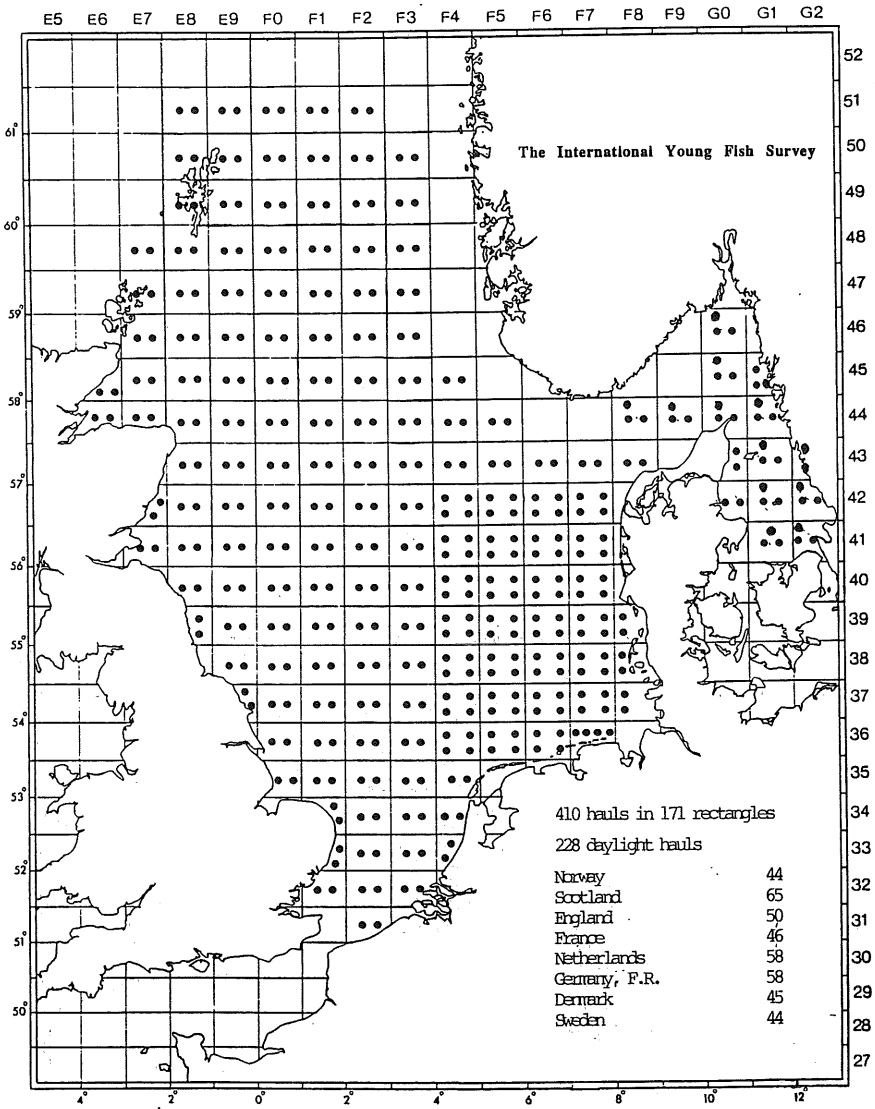 E5 E6 E7 E8 E9 F0 F1 F2 F3 F4 F5 F6 F7 F8 F9 G0 G1 G2
52
51
61°
50
The International Young Fish Survey
49
60°
48
47
59°
46
45
58°
44
43
57°
42
41
56°
40
39
55°
38
37
54°
36
35
53°
34
410 hauls in 171 rectangles
33
228 daylight hauls
52°
Norway 44
32
Scotland 65
England 50
31
51°
France 46
Netherlands 58
30
Germany, F.R. 58
29
50°
Denmark 45
Sweden 44
28
27
4° 2° 0° 2° 4° 6° 8° 10° 12°